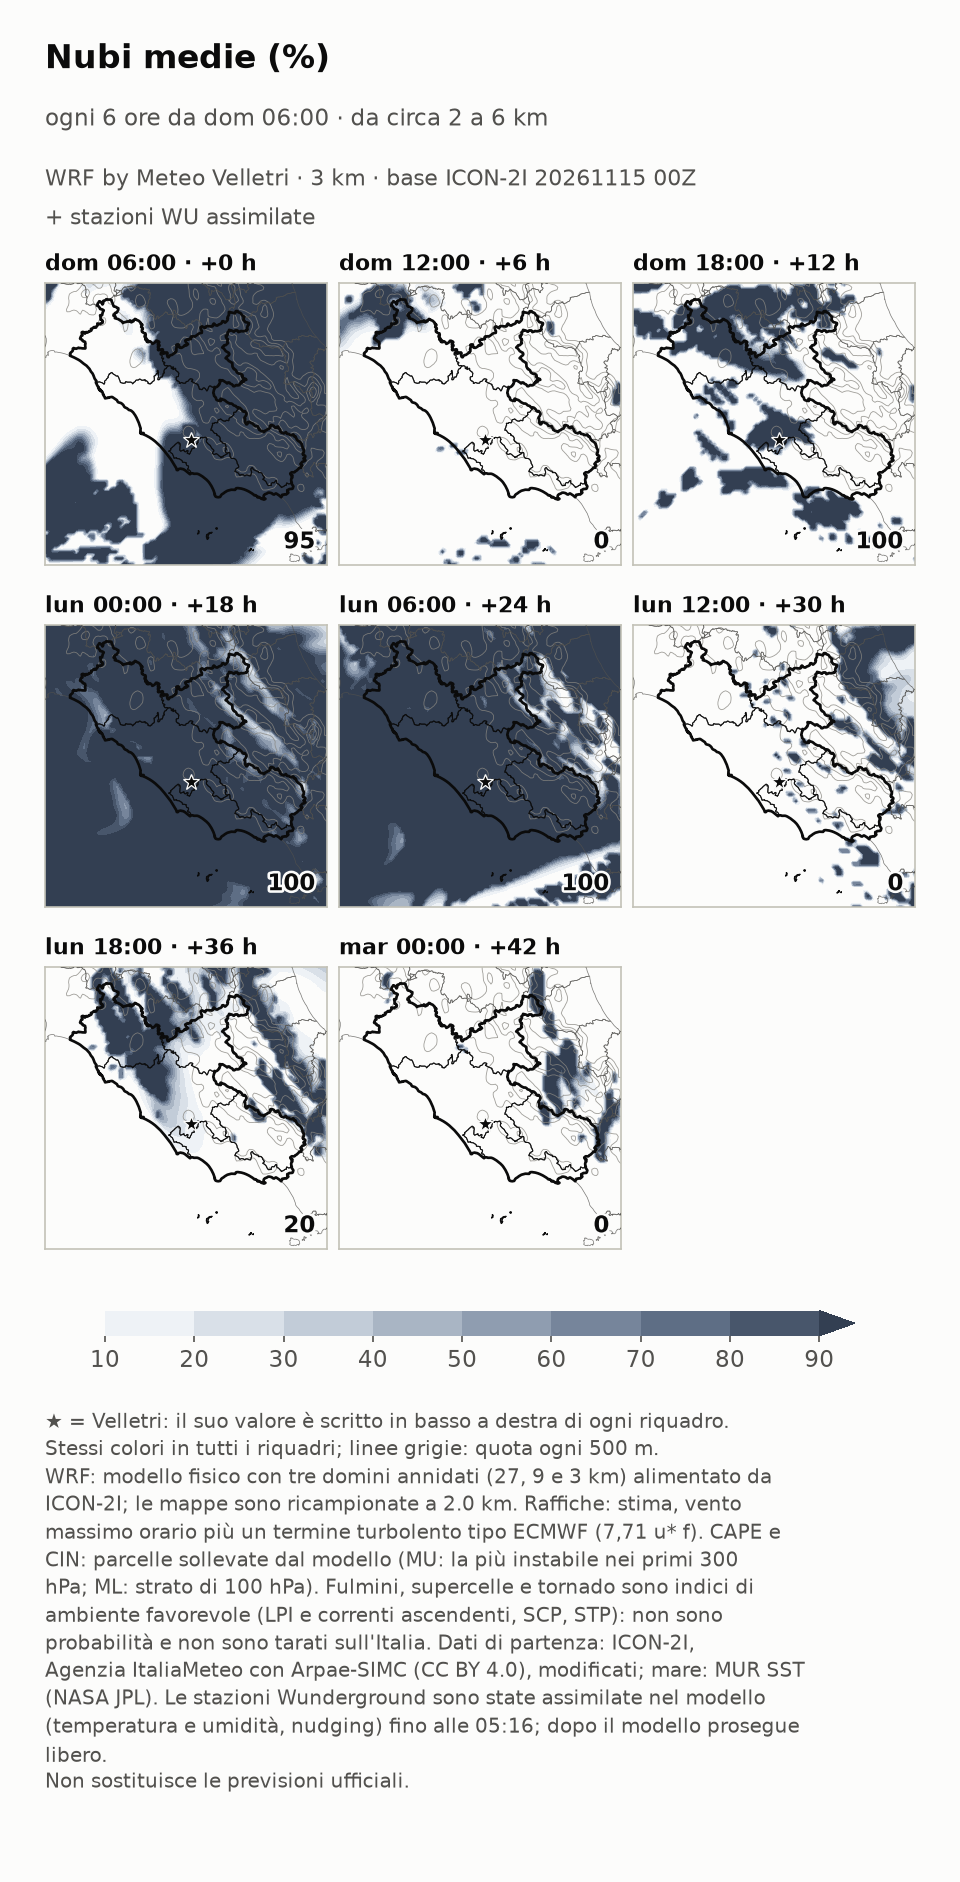 Nubi medie (%)
ogni 6 ore da dom 06:00 · da circa 2 a 6 km
WRF by Meteo Velletri · 3 km · base ICON-2I 20261115 00Z
+ stazioni WU assimilate
dom 06:00 · +0 h
dom 12:00 · +6 h
dom 18:00 · +12 h
95
0
100
lun 00:00 · +18 h
lun 06:00 · +24 h
lun 12:00 · +30 h
100
100
0
lun 18:00 · +36 h
mar 00:00 · +42 h
20
0
10 20 30 40 50 60 70 80 90
★ = Velletri: il suo valore è scritto in basso a destra di ogni riquadro.
Stessi colori in tutti i riquadri; linee grigie: quota ogni 500 m.
WRF: modello fisico con tre domini annidati (27, 9 e 3 km) alimentato da
ICON-2I; le mappe sono ricampionate a 2.0 km. Raffiche: stima, vento
massimo orario più un termine turbolento tipo ECMWF (7,71 u* f). CAPE e
CIN: parcelle sollevate dal modello (MU: la più instabile nei primi 300
hPa; ML: strato di 100 hPa). Fulmini, supercelle e tornado sono indici di
ambiente favorevole (LPI e correnti ascendenti, SCP, STP): non sono
probabilità e non sono tarati sull'Italia. Dati di partenza: ICON-2I,
Agenzia ItaliaMeteo con Arpae-SIMC (CC BY 4.0), modificati; mare: MUR SST
(NASA JPL). Le stazioni Wunderground sono state assimilate nel modello
(temperatura e umidità, nudging) fino alle 05:16; dopo il modello prosegue
libero.
Non sostituisce le previsioni ufficiali.